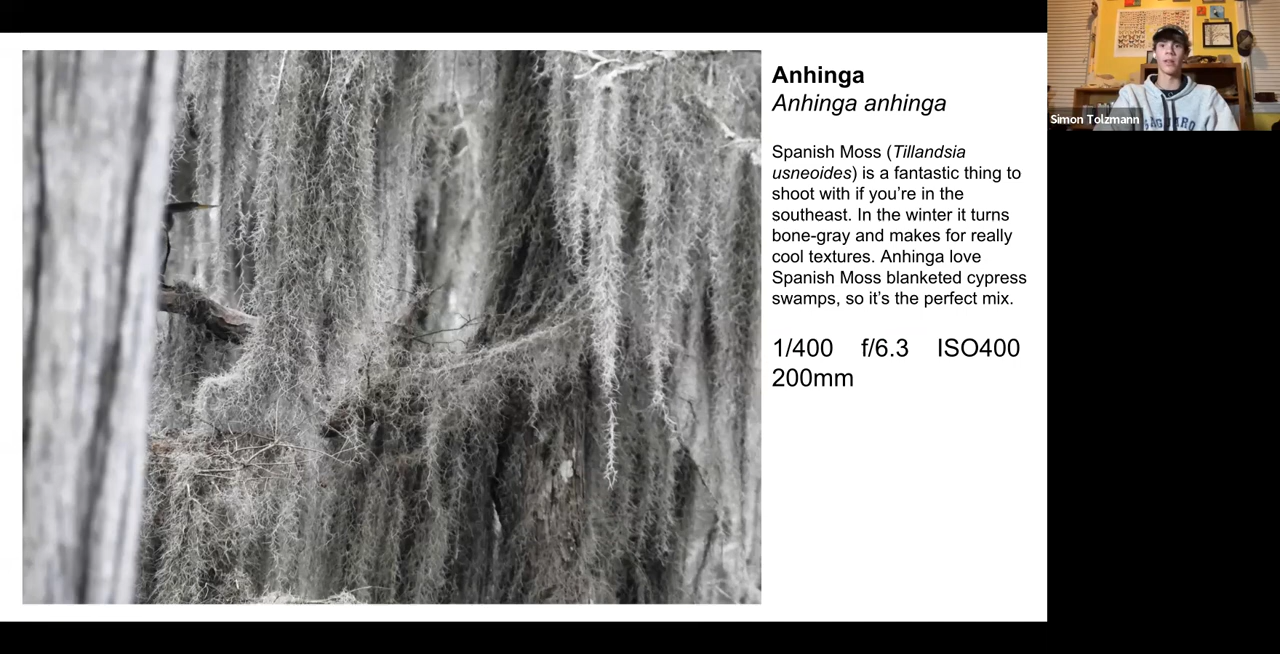 Anhinga
Anhinga anhinga
Spanish Moss (Tillandsia
usneoides) is a fantastic thing to
shoot with if you’re in the
southeast. In the winter it turns
bone-gray and makes for really
cool textures. Anhinga love
Spanish Moss blanketed cypress
swamps, so it’s the perfect mix.
1/400 f/6.3 ISO400
200mm
Simon Tolzmann